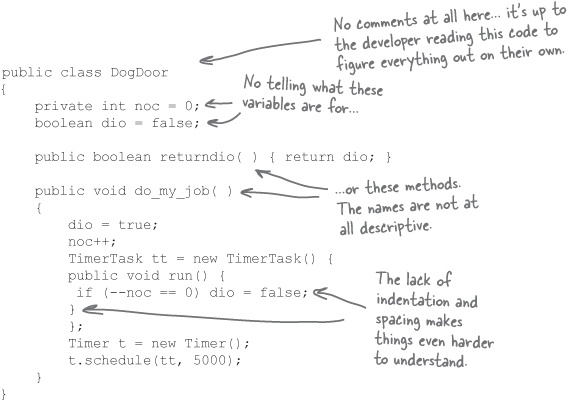 No comments at all here... it's up to
the developer reading this code to
figure everything out on their own.
public class DogDoor
{
No telling what these
variables are for...
private int noc = 0;
boolean dio = false;
public boolean returndio( ) { return dio; }
public void do_my_job( )
...or these methods.
The names are not at
all descriptive.
{
dio = true;
noc++;
TimerTask tt = new TimerTask() {
public void run() {
if (--noc == 0) dio = false;
}
};
The lack of
indentation and
spacing makes
things even harder
to understand.
Timer t = new Timer();
t.schedule(tt, 5000);
}
}